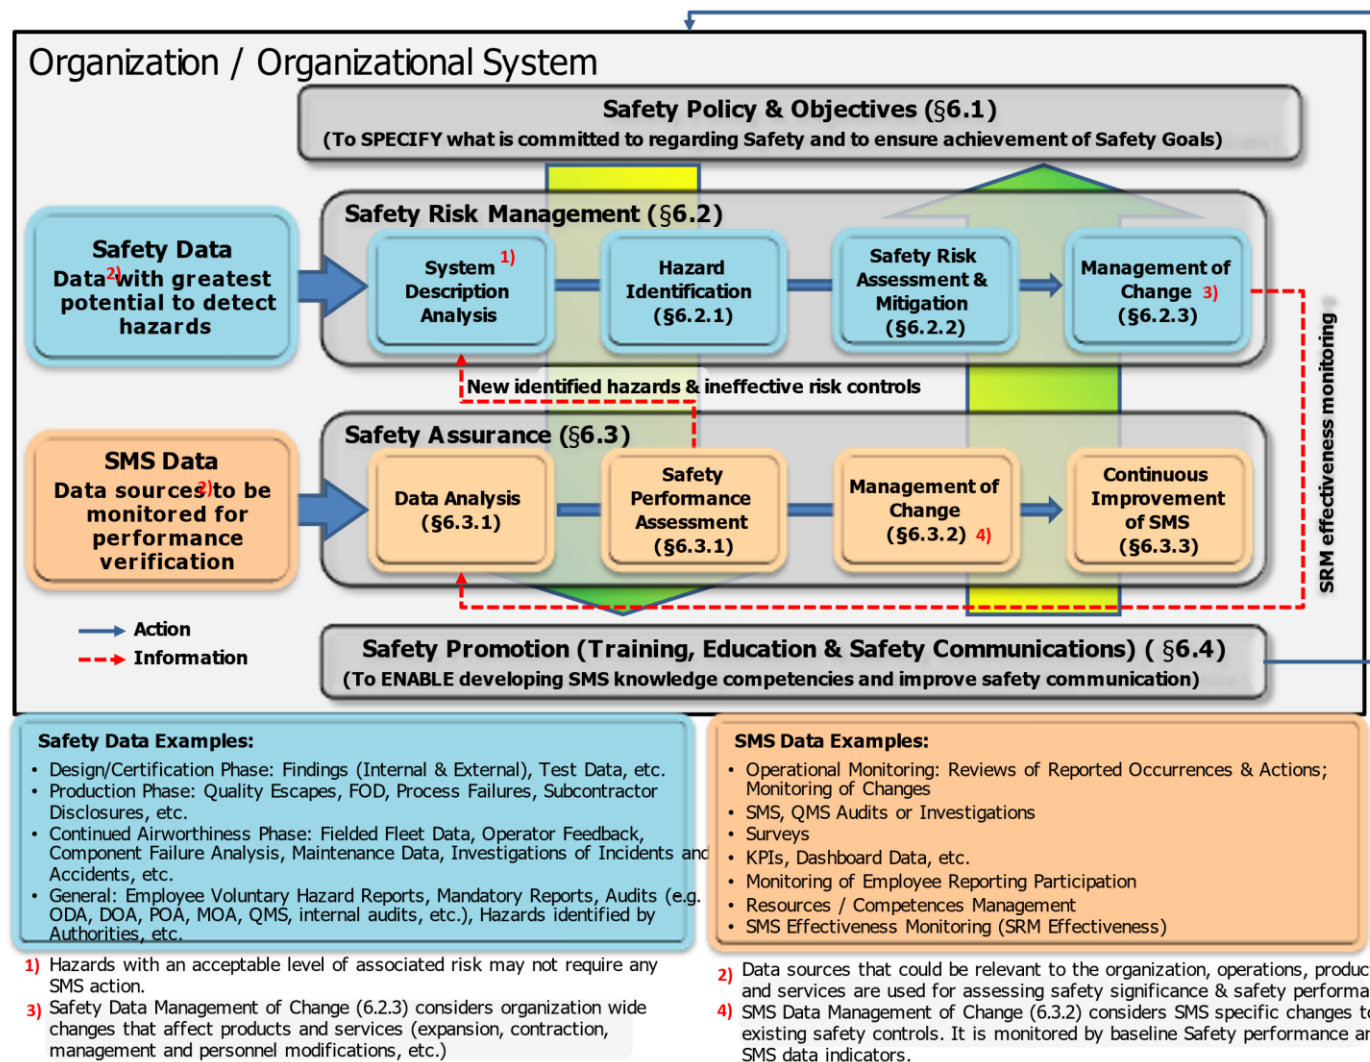 Organization / Organizational System
Safety Policy & Objectives (§6.1)
(To SPECIFY what is committed to regarding Safety and to ensure achievement of Safety Goals)
Safety Risk Management (§6.2)
Safety Data
Data with greatest
2)
potential to detect
hazards
System 1)
Description
Analysis
Hazard
Identification
(§6.2.1)
Safety Risk
Assessment &
Mitigation
(§6.2.2)
Management of
Change 3)
(§6.2.3)
SRM effectiveness monitoring
New identified hazards & ineffective risk controls
Safety Assurance (§6.3)
SMS Data
Data sources to be
2)
monitored for
performance
verification
Data Analysis
(§6.3.1)
Safety
Performance
Assessment
(§6.3.1)
Management of
Change
(§6.3.2) 4)
Continuous
Improvement
of SMS
(§6.3.3)
Action
Information
Safety Promotion (Training, Education & Safety Communications) ( §6.4)
(To ENABLE developing SMS knowledge competencies and improve safety communication)
Safety Data Examples:
• Design/Certification Phase: Findings (Internal & External), Test Data, etc.
• Production Phase: Quality Escapes, FOD, Process Failures, Subcontractor
Disclosures, etc.
• Continued Airworthiness Phase: Fielded Fleet Data, Operator Feedback,
Component Failure Analysis, Maintenance Data, Investigations of Incidents and
Accidents, etc.
• General: Employee Voluntary Hazard Reports, Mandatory Reports, Audits (e.g.
ODA, DOA, POA, MOA, QMS, internal audits, etc.), Hazards identified by
Authorities, etc.
SMS Data Examples:
• Operational Monitoring: Reviews of Reported Occurrences & Actions;
Monitoring of Changes
• SMS, QMS Audits or Investigations
• Surveys
• KPIs, Dashboard Data, etc.
• Monitoring of Employee Reporting Participation
• Resources / Competences Management
• SMS Effectiveness Monitoring (SRM Effectiveness)
1) Hazards with an acceptable level of associated risk may not require any
SMS action.
3) Safety Data Management of Change (6.2.3) considers organization wide
changes that affect products and services (expansion, contraction,
management and personnel modifications, etc.)
2) Data sources that could be relevant to the organization, operations, product
and services are used for assessing safety significance & safety performa
4) SMS Data Management of Change (6.3.2) considers SMS specific changes to
existing safety controls. It is monitored by baseline Safety performance an
SMS data indicators.